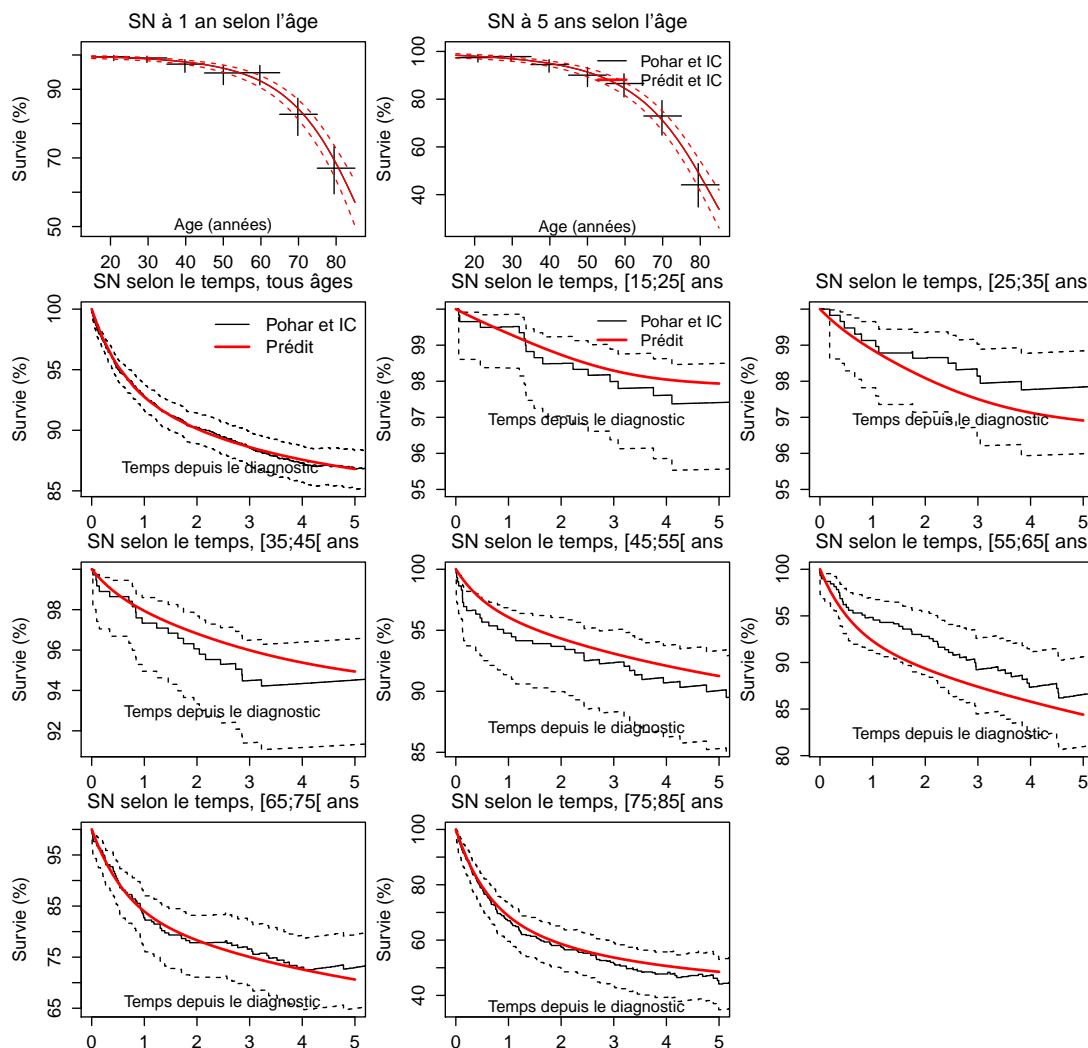 SN à 1 an selon l'âge
Survie (%)
50 70 90
Age (années)
20 30 40 50 60 70 80
SN à 5 ans selon l'âge
Survie (%)
40 60 80 100
Pohar et IC
Prédit et IC
Age (années)
20 30 40 50 60 70 80
SN selon le temps, tous âges
Survie (%)
85 90 95 100
Pohar et IC
Prédit
Temps depuis le diagnostic
0 1 2 3 4 5
SN selon le temps, [15;25[ ans
Survie (%)
95 96 97 98 99
Pohar et IC
Prédit
Temps depuis le diagnostic
0 1 2 3 4 5
SN selon le temps, [25;35[ ans
Survie (%)
95 96 97 98 99
Temps depuis le diagnostic
0 1 2 3 4 5
SN selon le temps, [35;45[ ans
Survie (%)
92 94 96 98
Temps depuis le diagnostic
0 1 2 3 4 5
SN selon le temps, [45;55[ ans
Survie (%)
85 90 95 100
Temps depuis le diagnostic
0 1 2 3 4 5
SN selon le temps, [55;65[ ans
Survie (%)
80 85 90 95 100
Temps depuis le diagnostic
0 1 2 3 4 5
SN selon le temps, [65;75[ ans
Survie (%)
65 75 85 95
Temps depuis le diagnostic
0 1 2 3 4 5
SN selon le temps, [75;85[ ans
Survie (%)
40 60 80 100
Temps depuis le diagnostic
0 1 2 3 4 5